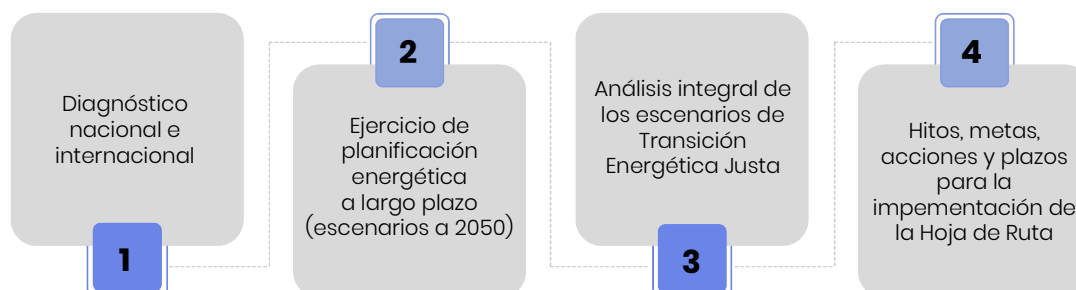 Diagnóstico
nacional e
internacional
1
2
Ejercicio de
planificación
energética
a largo plazo
(escenarios a 2050)
Análisis integral de
los escenarios de
Transición
Energética Justa
3
4
Hitos, metas,
acciones y plazos
para la
impementación de
la Hoja de Ruta